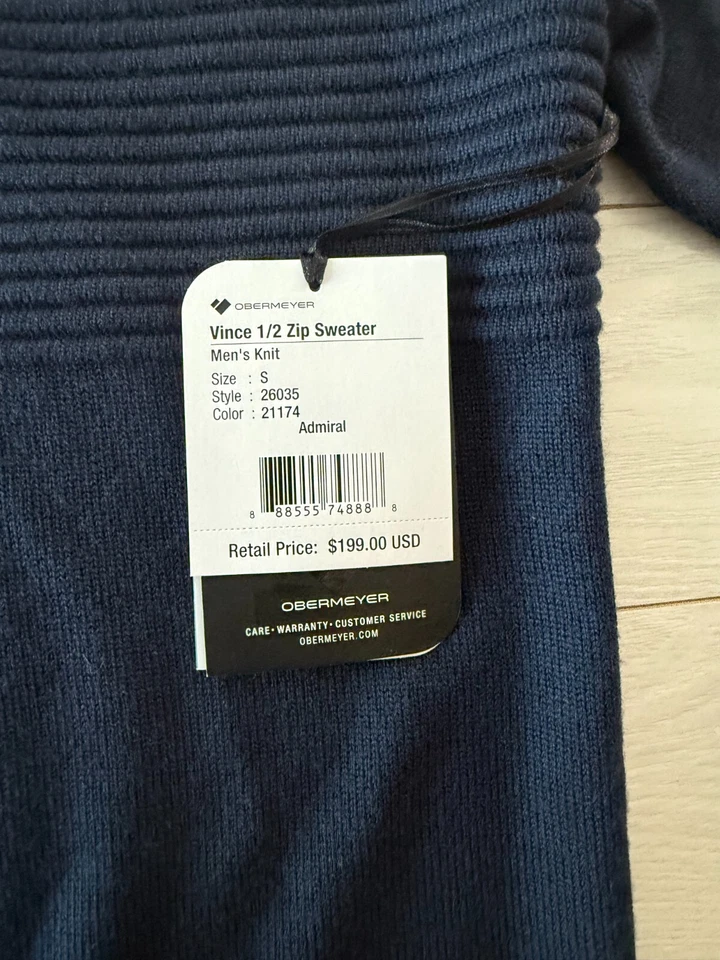 OBERMEYER
Vince 1/2 Zip Sweater
Men's Knit
Size : S
Style : 26035
Color : 21174
Admiral
8 88555 74888 8
Retail Price: $199.00 USD
OBERMEYER
CARE • WARRANTY • CUSTOMER SERVICE
OBERMEYER.COM